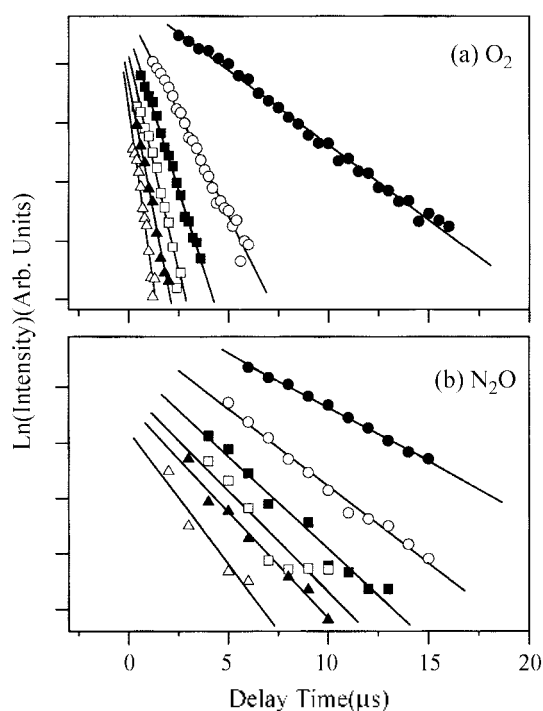 (a) O₂
Ln(Intensity)(Arb. Units)
(b) N₂O
0 5 10 15 20
Delay Time(μs)